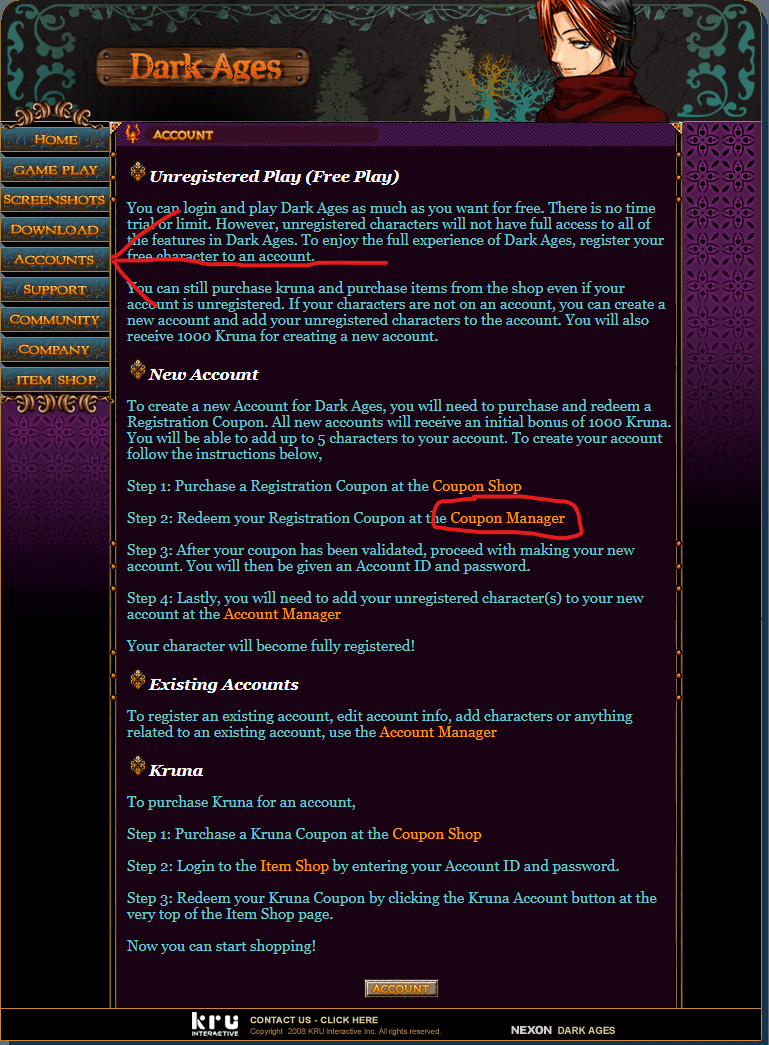 Dark Ages
HOME
GAME PLAY
SCREENSHOTS
DOWNLOAD
ACCOUNTS
SUPPORT
COMMUNITY
COMPANY
ITEM SHOP
ACCOUNT
Unregistered Play (Free Play)
You can login and play Dark Ages as much as you want for free. There is no time
trial or limit. However, unregistered characters will not have full access to all of
the features in Dark Ages. To enjoy the full experience of Dark Ages, register your
free character to an account.
You can still purchase kruna and purchase items from the shop even if your
account is unregistered. If your characters are not on an account, you can create a
new account and add your unregistered characters to the account. You will also
receive 1000 Kruna for creating a new account.
New Account
To create a new Account for Dark Ages, you will need to purchase and redeem a
Registration Coupon. All new accounts will receive an initial bonus of 1000 Kruna.
You will be able to add up to 5 characters to your account. To create your account
follow the instructions below,
Step 1: Purchase a Registration Coupon at the Coupon Shop
Step 2: Redeem your Registration Coupon at the Coupon Manager
Step 3: After your coupon has been validated, proceed with making your new
account. You will then be given an Account ID and password.
Step 4: Lastly, you will need to add your unregistered character(s) to your new
account at the Account Manager
Your character will become fully registered!
Existing Accounts
To register an existing account, edit account info, add characters or anything
related to an existing account, use the Account Manager
Kruna
To purchase Kruna for an account,
Step 1: Purchase a Kruna Coupon at the Coupon Shop
Step 2: Login to the Item Shop by entering your Account ID and password.
Step 3: Redeem your Kruna Coupon by clicking the Kruna Account button at the
very top of the Item Shop page.
Now you can start shopping!
ACCOUNT
kru INTERACTIVE
CONTACT US - CLICK HERE
Copyright 2008 KRU Interactive Inc. All rights reserved.
NEXON DARK AGES